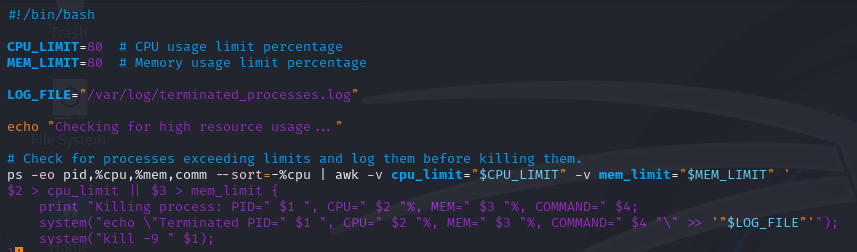 #!/bin/bash
Trash
CPU_LIMIT=80  # CPU usage limit percentage
MEM_LIMIT=80  # Memory usage limit percentage
LOG_FILE="/var/log/terminated_processes.log"
echo "Checking for high resource usage..."
File System
# Check for processes exceeding limits and log them before killing them.
ps -eo pid,%cpu,%mem,comm --sort=-%cpu | awk -v cpu_limit="$CPU_LIMIT" -v mem_limit="$MEM_LIMIT" '
$2 > cpu_limit || $3 > mem_limit {
    print "Killing process: PID=" $1 ", CPU=" $2 "%, MEM=" $3 "%, COMMAND=" $4;
    system("echo \"Terminated PID=" $1 ", CPU=" $2 "%, MEM=" $3 "%, COMMAND=" $4 "\" >> '"$LOG_FILE"'");
    system("kill -9 " $1);